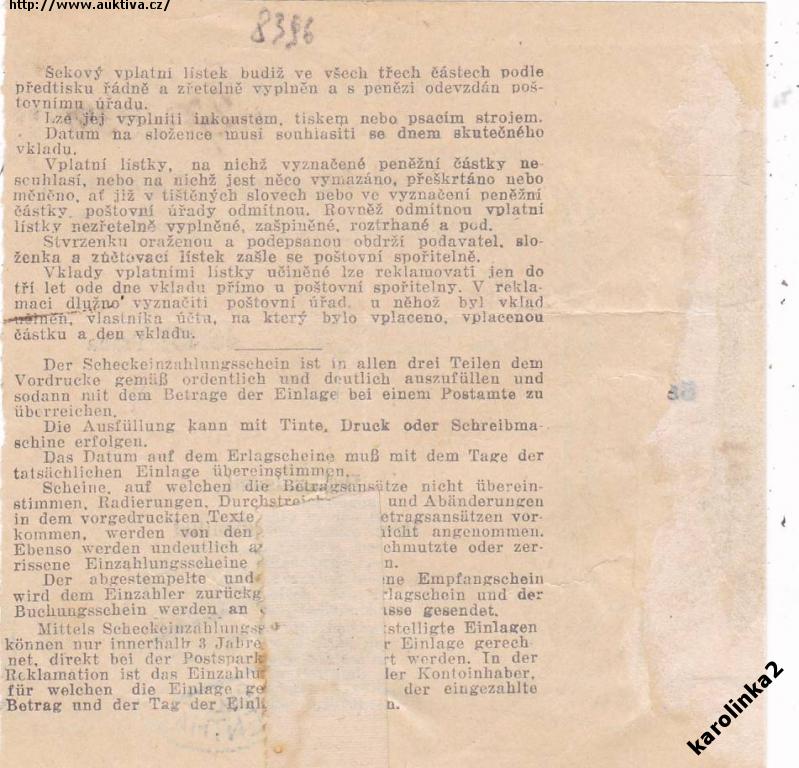 http://www.auktiva.cz/
8396
Šekový vplatní lístek budiž ve všech třech částech podle
předtisku řádně a zřetelně vyplněn a s penězi odevzdán poš-
tovnímu úřadu.
Lze jej vyplniti inkoustem, tiskem nebo psacím strojem.
Datum na složence musí souhlasiti se dnem skutečného
vkladu.
Vplatní lístky, na nichž vyznačené peněžní částky ne-
souhlasí, nebo na nichž jest něco vymazáno, přeškrtáno nebo
měněno, ať již v tištěných slovech nebo ve vyznačení peněžní
částky, poštovní úřady odmítnou. Rovněž odmítnou vplatní
lístky nezřetelně vyplněné, zašpiněné, roztrhané a pod.
Stvrzenku oraženou a podepsanou obdrží podavatel, slo-
ženka a zúčtovací lístek zašle se poštovní spořitelně.
Vklady vplatními lístky učiněné lze reklamovati jen do
tří let ode dne vkladu přímo u poštovní spořitelny. V rekla-
maci dlužno vyznačiti poštovní úřad, u něhož byl vklad
vlastníka účtu, na který bylo vplaceno, vplacenou
částku a den vkladu.
Der Scheckeinzahlungsschein ist in allen drei Teilen dem
Vordrucke gemäß ordentlich und deutlich auszufüllen und
sodann mit dem Betrage der Einlage bei einem Postamte zu
überreichen.
Die Ausfüllung kann mit Tinte, Druck oder Schreibma-
schine erfolgen.
Das Datum auf dem Erlagscheine muß mit dem Tage der
tatsächlichen Einlage übereinstimmen.
Scheine, auf welchen die Betragsansätze nicht überein-
stimmen, Radierungen, Durchstreich und Abänderungen
in dem vorgedruckten Texte etragsansätzen vor-
kommen, werden von den nicht angenommen.
Ebenso werden undeutlich a chmutzte oder zer-
rissene Einzahlungsscheine n.
Der abgestempelte und ene Empfangschein
wird dem Einzahler zurückg rlagschein und der
Buchungsschein werden an asse gesendet.
Mittels Scheckeinzahlungss tstelligte Einlagen
können nur innerhalb 3 Jahre r Einlage gerech-
net, direkt bei der Postspark rt werden. In der
Reklamation ist das Einzahlu der Kontoinhaber,
für welchen die Einlage ge der eingezahlte
Betrag und der Tag der Einl en.
karolinka2